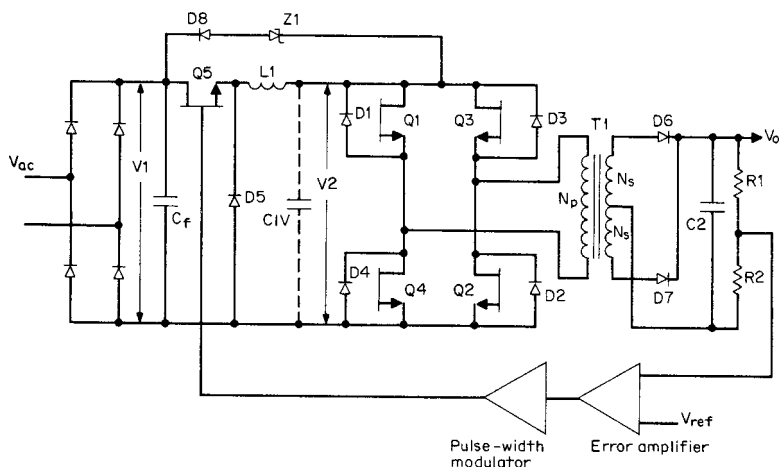 D8
Z1
Q5
L1
D1
Q1
Q3
D3
T1
D6
Vo
Vac
V1
Cf
D5
C1V
V2
Np
Ns
Ns
C2
R1
R2
D4
Q4
Q2
D2
D7
Vref
Pulse-width
modulator
Error amplifier